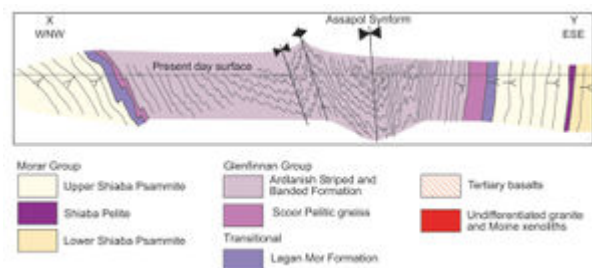 X
WNW
Assapol Synform
Y
ESE
Present day surface
Morar Group
Upper Shiaba Psammite
Shiaba Pelite
Lower Shiaba Psammite
Glenfinnan Group
Ardlanish Striped and
Banded Formation
Scoor Pelitic gneiss
Transitional
Lagan Mor Formation
Tertiary basalts
Undifferentiated granite
and Moine xenoliths